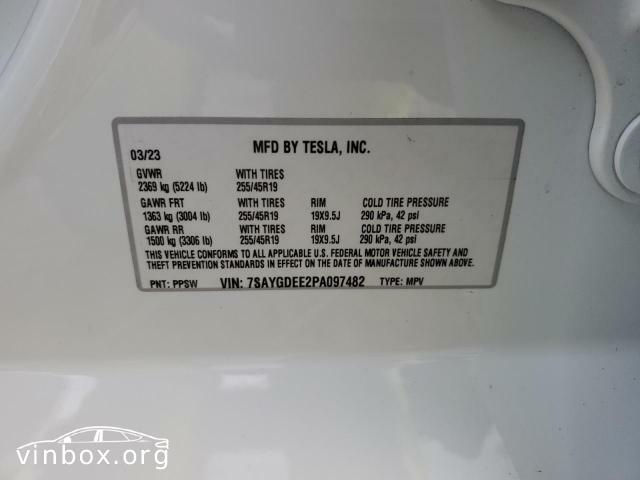 03/23 MFD BY TESLA, INC.
GVWR WITH TIRES
2369 kg (5224 lb) 255/45R19
GAWR FRT WITH TIRES RIM COLD TIRE PRESSURE
1363 kg (3004 lb) 255/45R19 19X9.5J 290 kPa, 42 psi
GAWR RR WITH TIRES RIM COLD TIRE PRESSURE
1500 kg (3306 lb) 255/45R19 19X9.5J 290 kPa, 42 psi
THIS VEHICLE CONFORMS TO ALL APPLICABLE U.S. FEDERAL MOTOR VEHICLE SAFETY AND
THEFT PREVENTION STANDARDS IN EFFECT ON THE DATE OF MANUFACTURE SHOWN ABOVE.
PNT: PPSW VIN: 7SAYGDEE2PA097482 TYPE: MPV
vinbox.org